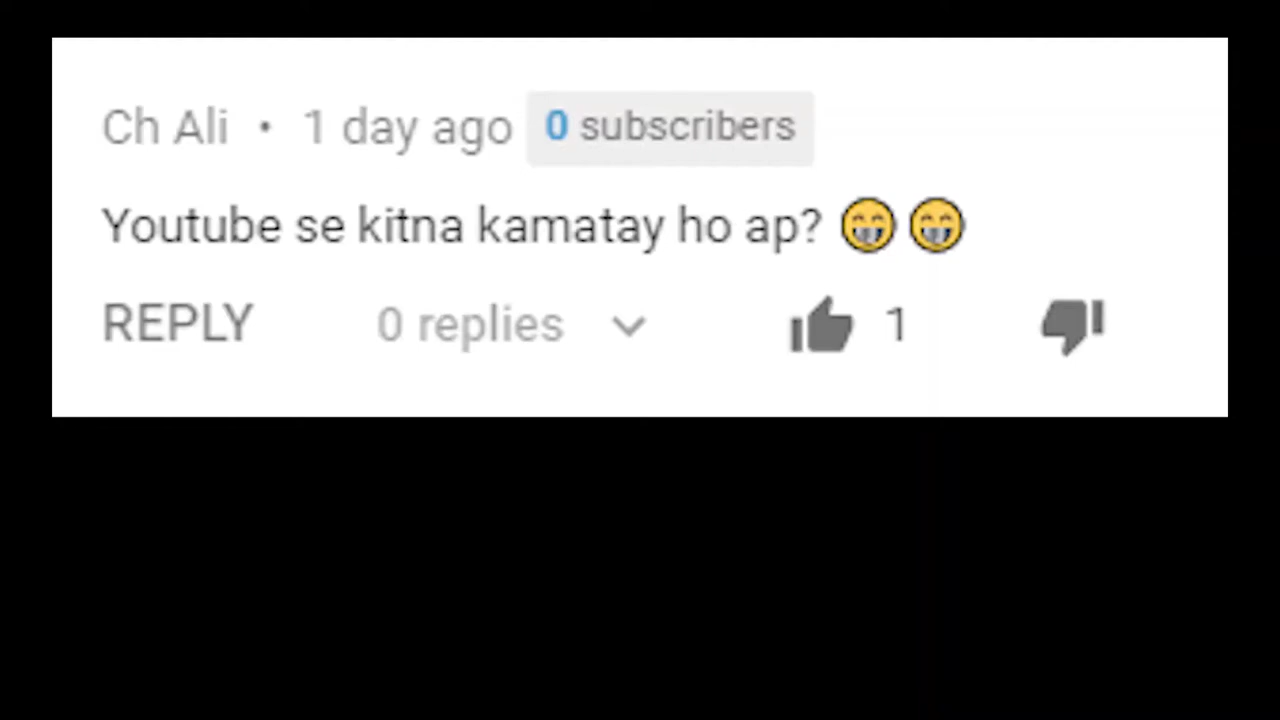 Ch Ali • 1 day ago 0 subscribers
Youtube se kitna kamatay ho ap? 😁😁
REPLY 0 replies 1